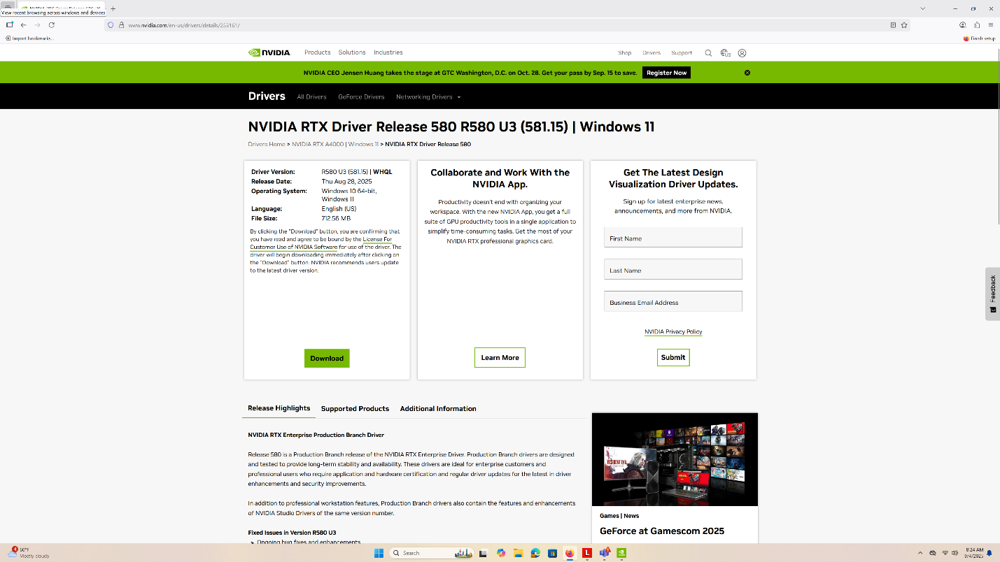 View recent browsing across windows and devices
www.nvidia.com/en-us/drivers/details/253161/
Import bookmarks...
Finish setup
NVIDIA.
Products
Solutions
Industries
Shop
Drivers
Support
US
NVIDIA CEO Jensen Huang takes the stage at GTC Washington, D.C. on Oct. 28. Get your pass by Sep. 15 to save.
Register Now
Drivers
All Drivers
GeForce Drivers
Networking Drivers
NVIDIA RTX Driver Release 580 R580 U3 (581.15) | Windows 11
Drivers Home > NVIDIA RTX A4000 | Windows 11 > NVIDIA RTX Driver Release 580
Driver Version: R580 U3 (581.15) | WHQL
Release Date: Thu Aug 28, 2025
Operating System: Windows 10 64-bit,
Windows 11
Language: English (US)
File Size: 712.56 MB
By clicking the "Download" button, you are confirming that
you have read and agree to be bound by the License For
Customer Use of NVIDIA Software for use of the driver. The
driver will begin downloading immediately after clicking on
the "Download" button. NVIDIA recommends users update
to the latest driver version.
Download
Collaborate and Work With the
NVIDIA App.
Productivity doesn't end with organizing your
workspace. With the new NVIDIA App, you get a full
suite of GPU productivity tools in a single application to
simplify time-consuming tasks. Get the most of your
NVIDIA RTX professional graphics card.
Learn More
Get The Latest Design
Visualization Driver Updates.
Sign up for latest enterprise news,
announcements, and more from NVIDIA.
First Name
Last Name
Business Email Address
NVIDIA Privacy Policy
Submit
Feedback
Release Highlights
Supported Products
Additional Information
NVIDIA RTX Enterprise Production Branch Driver
Release 580 is a Production Branch release of the NVIDIA RTX Enterprise Driver. Production Branch drivers are designed
and tested to provide long-term stability and availability. These drivers are ideal for enterprise customers and
professional users who require application and hardware certification and regular driver updates for the latest in driver
enhancements and security improvements.
In addition to professional workstation features, Production Branch drivers also contain the features and enhancements
of NVIDIA Studio Drivers of the same version number.
Fixed Issues in Version R580 U3
Ongoing bug fixes and enhancements
RESIDENT EVIL
Games | News
GeForce at Gamescom 2025
4
60°F
Mostly cloudy
Search
L
8:24 AM
9/4/2025